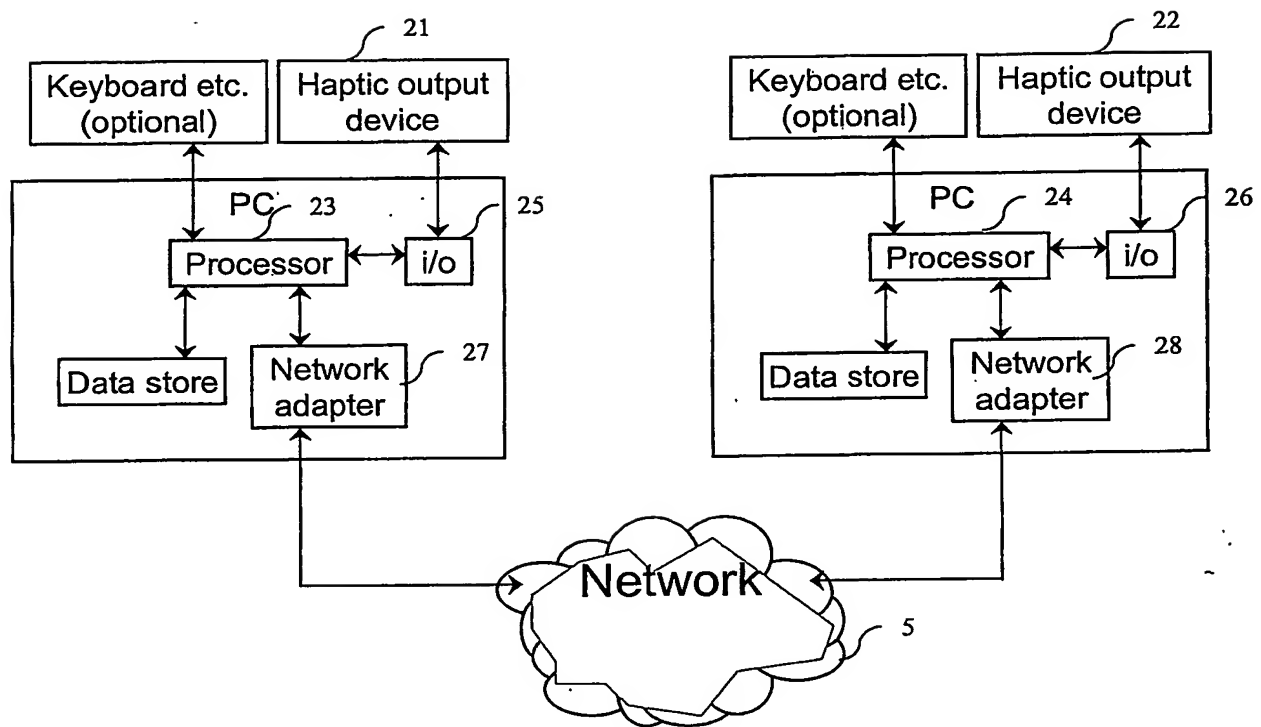 21
22
Keyboard etc.
(optional)
Haptic output
device
Keyboard etc.
(optional)
Haptic output
device
PC
23
25
Processor
i/o
PC
24
26
Processor
i/o
Data store
Network
adapter
27
Data store
Network
adapter
28
Network
5